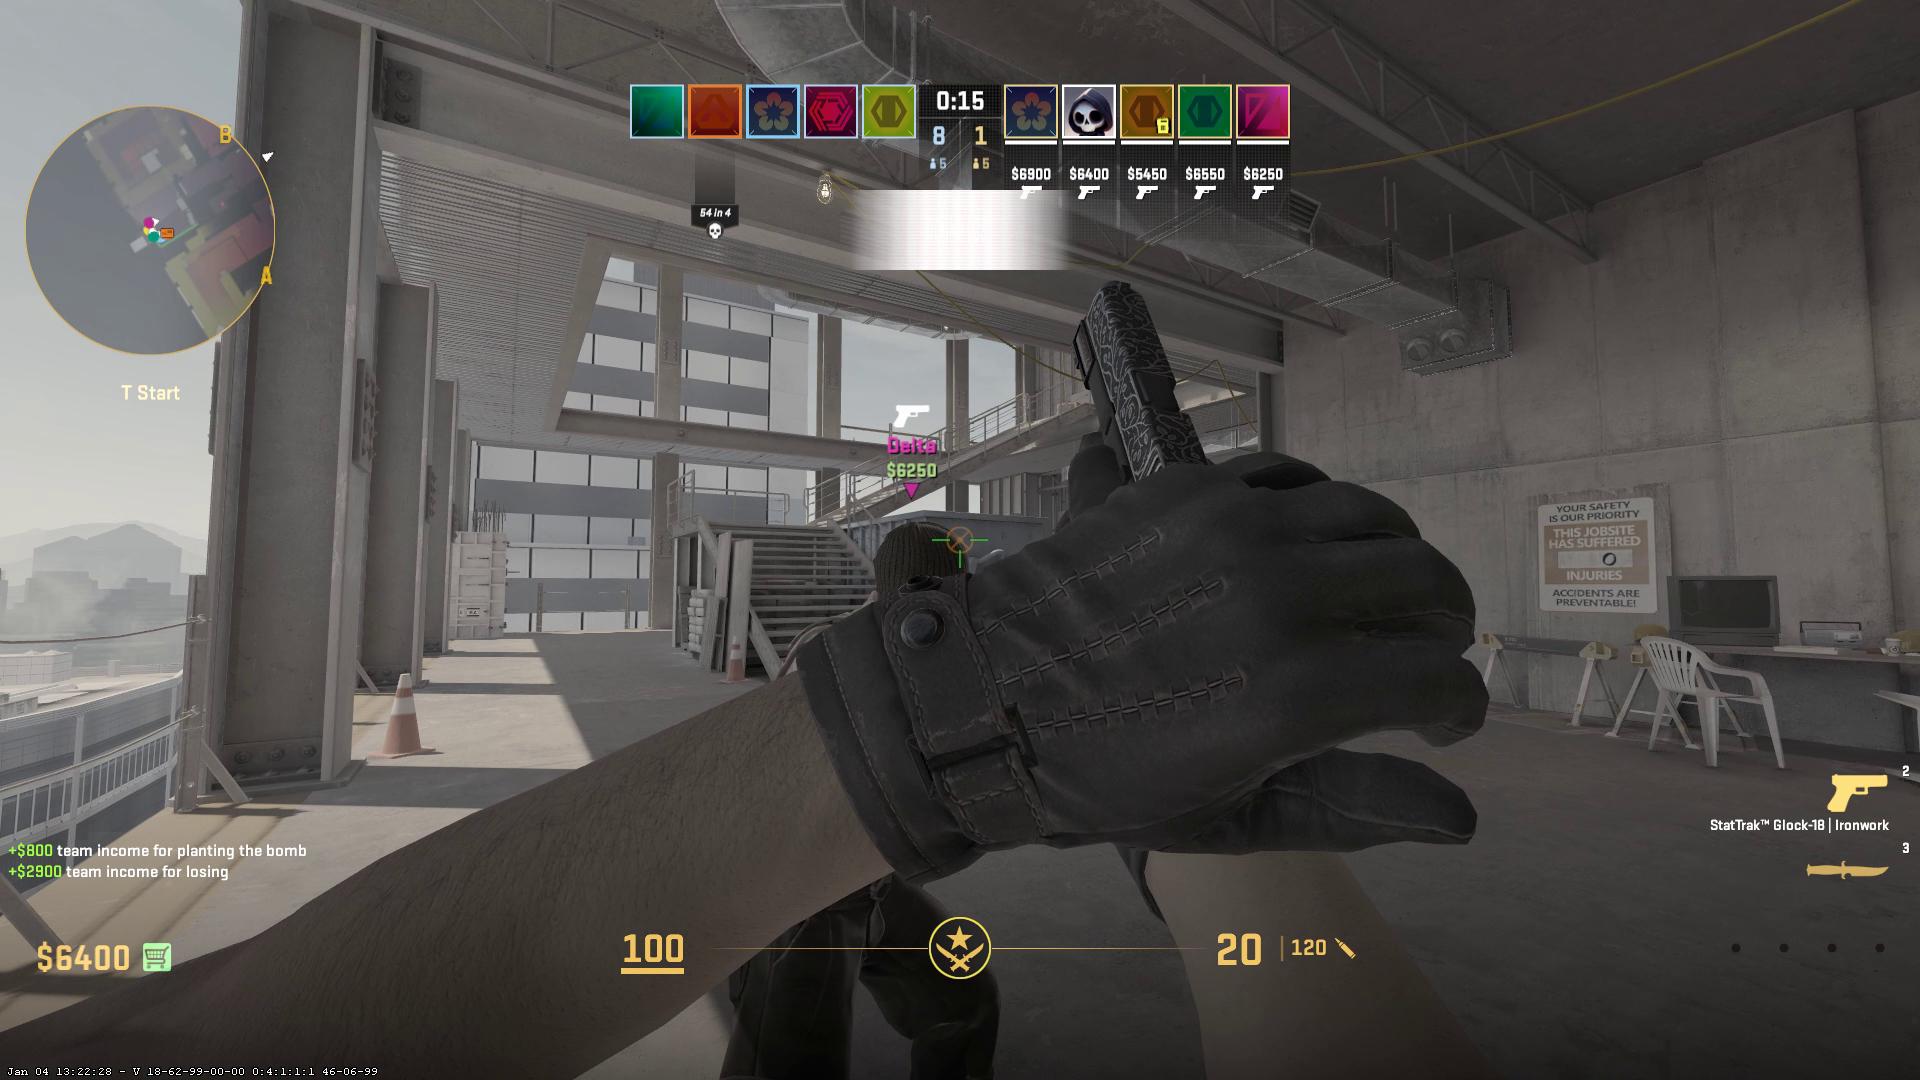 0:15
8 1
5 5
$6900 $6400 $5450 $6550 $6250
54 in 4
B
A
T Start
Delta
$6250
YOUR SAFETY
IS OUR PRIORITY
THIS JOBSITE
HAS SUFFERED
INJURIES
ACCIDENTS ARE
PREVENTABLE!
2
StatTrak™ Glock-18 | Ironwork
3
+$800 team income for planting the bomb
+$2900 team income for losing
$6400
100
20 | 120
Jan 04 13:22:28 - V 18-62-99-00-00 0:4:1:1:1 46-06-99